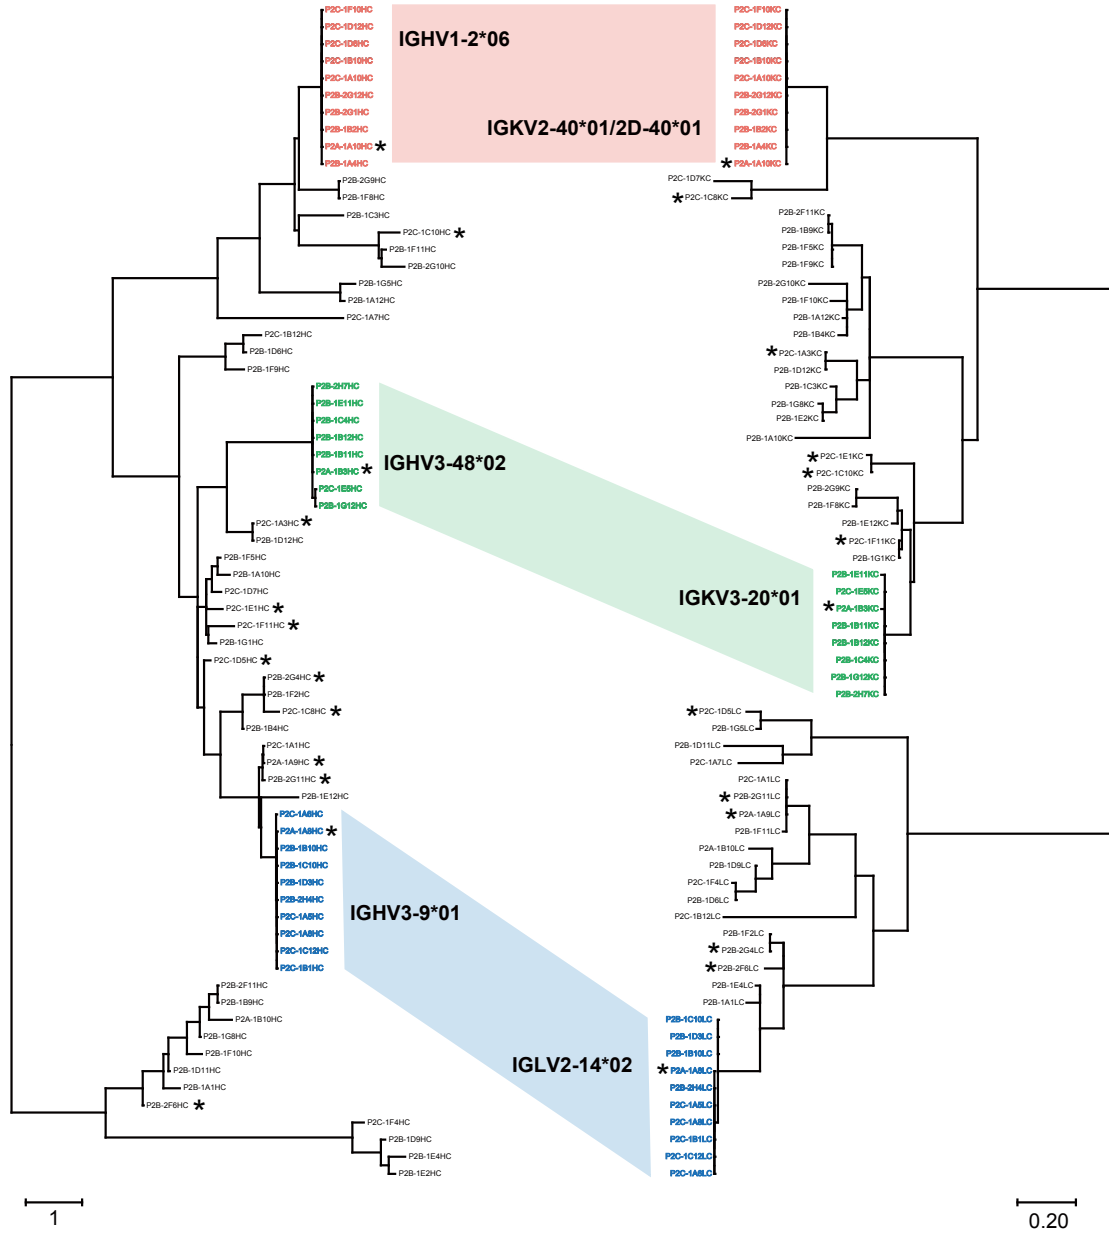 P2C-1F10HC
P2C-1D12HC
P2C-1D6HC
P2C-1B10HC
P2C-1A10HC
P2B-2G12HC
P2B-2G1HC
P2B-1B2HC
P2A-1A10HC *
P2B-1A4HC
P2B-2G9HC
P2B-1F8HC
P2B-1C3HC
P2C-1C10HC *
P2B-1F11HC
P2B-2G10HC
P2B-1G5HC
P2B-1A12HC
P2C-1A7HC
P2C-1B12HC
P2B-1D6HC
P2B-1F9HC
P2B-2H7HC
P2B-1E11HC
P2B-1C4HC
P2B-1B12HC
P2B-1B11HC
P2A-1B3HC *
P2C-1E5HC
P2B-1G12HC
P2C-1A3HC *
P2B-1D12HC
P2B-1F5HC
P2B-1A10HC
P2C-1D7HC
P2C-1E1HC *
P2C-1F11HC *
P2B-1G1HC
P2C-1D5HC *
P2B-2G4HC *
P2B-1F2HC
P2C-1C8HC *
P2B-1B4HC
P2C-1A1HC
P2A-1A9HC *
P2B-2G11HC *
P2B-1E12HC
P2C-1A6HC
P2A-1A8HC *
P2B-1B10HC
P2B-1C10HC
P2B-1D3HC
P2B-2H4HC
P2C-1A5HC
P2C-1A8HC
P2C-1C12HC
P2C-1B1HC
P2B-2F11HC
P2B-1B9HC
P2A-1B10HC
P2B-1G8HC
P2B-1F10HC
P2B-1D11HC
P2B-1A1HC
P2B-2F6HC *
P2C-1F4HC
P2B-1D9HC
P2B-1E4HC
P2B-1E2HC
1
IGHV1-2*06
IGKV2-40*01/2D-40*01
IGHV3-48*02
IGKV3-20*01
IGHV3-9*01
IGLV2-14*02
P2C-1F10KC
P2C-1D12KC
P2C-1D6KC
P2C-1B10KC
P2C-1A10KC
P2B-2G12KC
P2B-2G1KC
P2B-1B2KC
P2B-1A4KC
* P2A-1A10KC
P2C-1D7KC
* P2C-1C8KC
P2B-2F11KC
P2B-1B9KC
P2B-1F5KC
P2B-1F9KC
P2B-2G10KC
P2B-1F10KC
P2B-1A12KC
P2B-1B4KC
* P2C-1A3KC
P2B-1D12KC
P2B-1C3KC
P2B-1G8KC
P2B-1E2KC
P2B-1A10KC
* P2C-1E1KC
* P2C-1C10KC
P2B-2G9KC
P2B-1F8KC
P2B-1E12KC
* P2C-1F11KC
P2B-1G1KC
P2B-1E11KC
P2C-1E5KC
* P2A-1B3KC
P2B-1B11KC
P2B-1B12KC
P2B-1C4KC
P2B-1G12KC
P2B-2H7KC
* P2C-1D5LC
P2B-1G5LC
P2B-1D11LC
P2C-1A7LC
P2C-1A1LC
* P2B-2G11LC
* P2A-1A9LC
P2B-1F11LC
P2A-1B10LC
P2B-1D9LC
P2C-1F4LC
P2B-1D6LC
P2C-1B12LC
P2B-1F2LC
* P2B-2G4LC
* P2B-2F6LC
P2B-1E4LC
P2B-1A1LC
P2B-1C10LC
P2B-1D3LC
P2B-1B10LC
* P2A-1A8LC
P2B-2H4LC
P2C-1A5LC
P2C-1A8LC
P2C-1B1LC
P2C-1C12LC
P2C-1A6LC
0.20